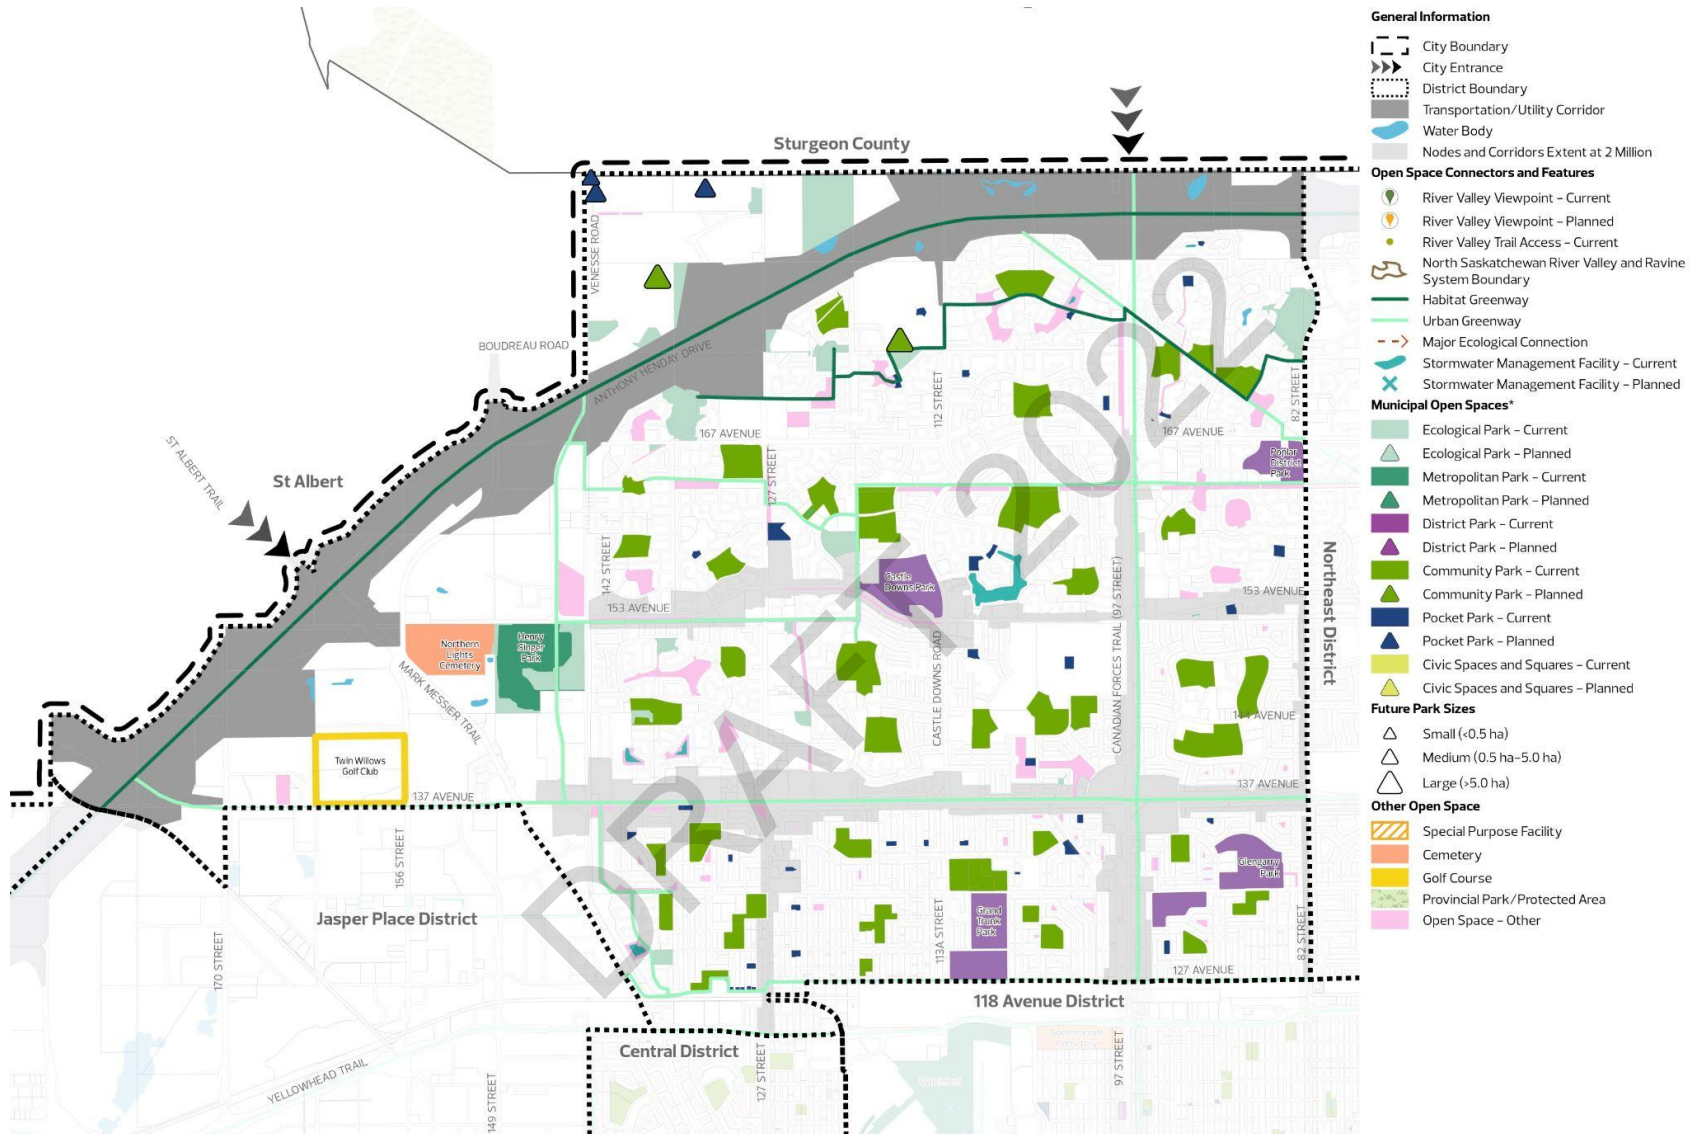 General Information
City Boundary
City Entrance
District Boundary
Transportation/Utility Corridor
Water Body
Nodes and Corridors Extent at 2 Million
Open Space Connectors and Features
River Valley Viewpoint – Current
River Valley Viewpoint – Planned
River Valley Trail Access – Current
North Saskatchewan River Valley and Ravine
System Boundary
Habitat Greenway
Urban Greenway
Major Ecological Connection
Stormwater Management Facility – Current
Stormwater Management Facility – Planned
Municipal Open Spaces*
Ecological Park – Current
Ecological Park – Planned
Metropolitan Park – Current
Metropolitan Park – Planned
District Park – Current
District Park – Planned
Community Park – Current
Community Park – Planned
Pocket Park – Current
Pocket Park – Planned
Civic Spaces and Squares – Current
Civic Spaces and Squares – Planned
Future Park Sizes
Small (<0.5 ha)
Medium (0.5 ha–5.0 ha)
Large (>5.0 ha)
Other Open Space
Special Purpose Facility
Cemetery
Golf Course
Provincial Park/Protected Area
Open Space – Other
Sturgeon County
VENESSE ROAD
BOUDREAU ROAD
ANTHONY HENDAY DRIVE
112 STREET
82 STREET
167 AVENUE
167 AVENUE
ST ALBERT TRAIL
St Albert
127 STREET
Poplar
District
Park
142 STREET
153 AVENUE
153 AVENUE
Castle
Downs Park
CANADIAN FORCES TRAIL (97 STREET)
Northeast District
Northern
Lights
Cemetery
Henry
Singer
Park
MARK MESSIER TRAIL
CASTLE DOWNS ROAD
144 AVENUE
Twin Willows
Golf Club
137 AVENUE
137 AVENUE
156 STREET
Glengarry
Park
Jasper Place District
Grand
Trunk
Park
113A STREET
82 STREET
170 STREET
127 AVENUE
118 Avenue District
Central District
127 STREET
97 STREET
YELLOWHEAD TRAIL
149 STREET
DRAFT 2022